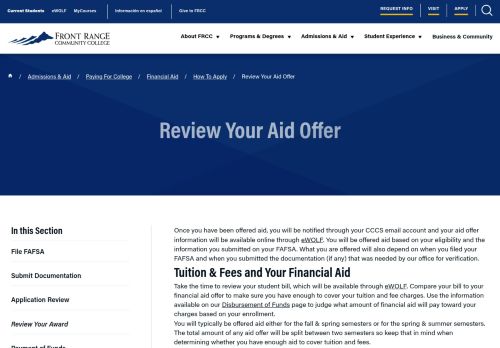 Current Students eWOLF MyCourses Información en español Give to FRCC REQUEST INFO VISIT APPLY
FRONT RANGE
COMMUNITY COLLEGE
About FRCC Programs & Degrees Admissions & Aid Student Experience Business & Community
/ Admissions & Aid / Paying For College / Financial Aid / How To Apply / Review Your Aid Offer
Review Your Aid Offer
In this Section
File FAFSA
Submit Documentation
Application Review
Review Your Award
Payment of Funds
Once you have been offered aid, you will be notified through your CCCS email account and your aid offer
information will be available online through eWOLF. You will be offered aid based on your eligibility and the
information you submitted on your FAFSA. What you are offered will also depend on when you filed your
FAFSA and when you submitted the documentation (if any) that was needed by our office for verification.
Tuition & Fees and Your Financial Aid
Take the time to review your student bill, which will be available through eWOLF. Compare your bill to your
financial aid offer to make sure you have enough to cover your tuition and fee charges. Use the information
available on our Disbursement of Funds page to judge what amount of financial aid will pay toward your
charges based on your enrollment.
You will typically be offered aid either for the fall & spring semesters or for the spring & summer semesters.
The total amount of any aid offer will be split between two semesters so keep that in mind when
determining whether you have enough aid to cover tuition and fees.